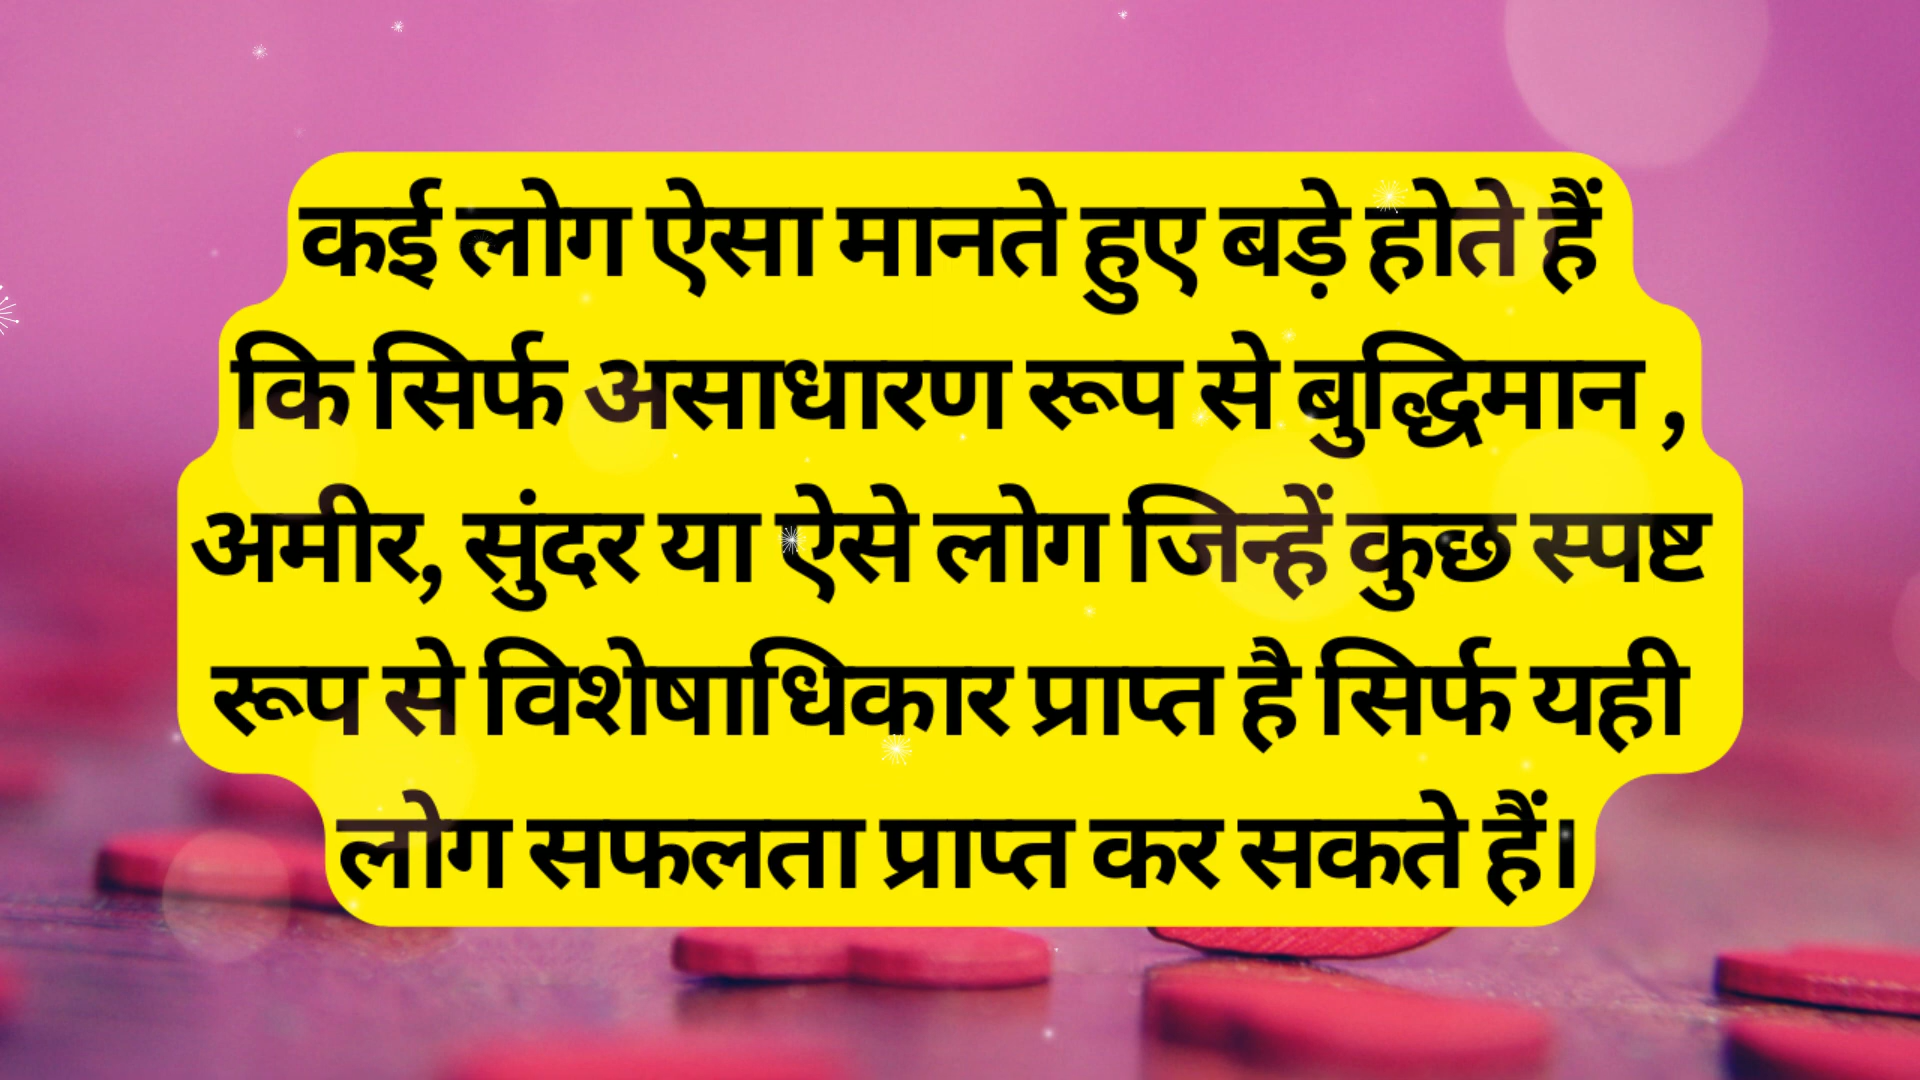 कई लोग ऐसा मानते हुए बड़े होते हैं
कि सिर्फ असाधारण रूप से बुद्धिमान ,
अमीर, सुंदर या ऐसे लोग जिन्हें कुछ स्पष्ट
रूप से विशेषाधिकार प्राप्त है सिर्फ यही
लोग सफलता प्राप्त कर सकते हैं।